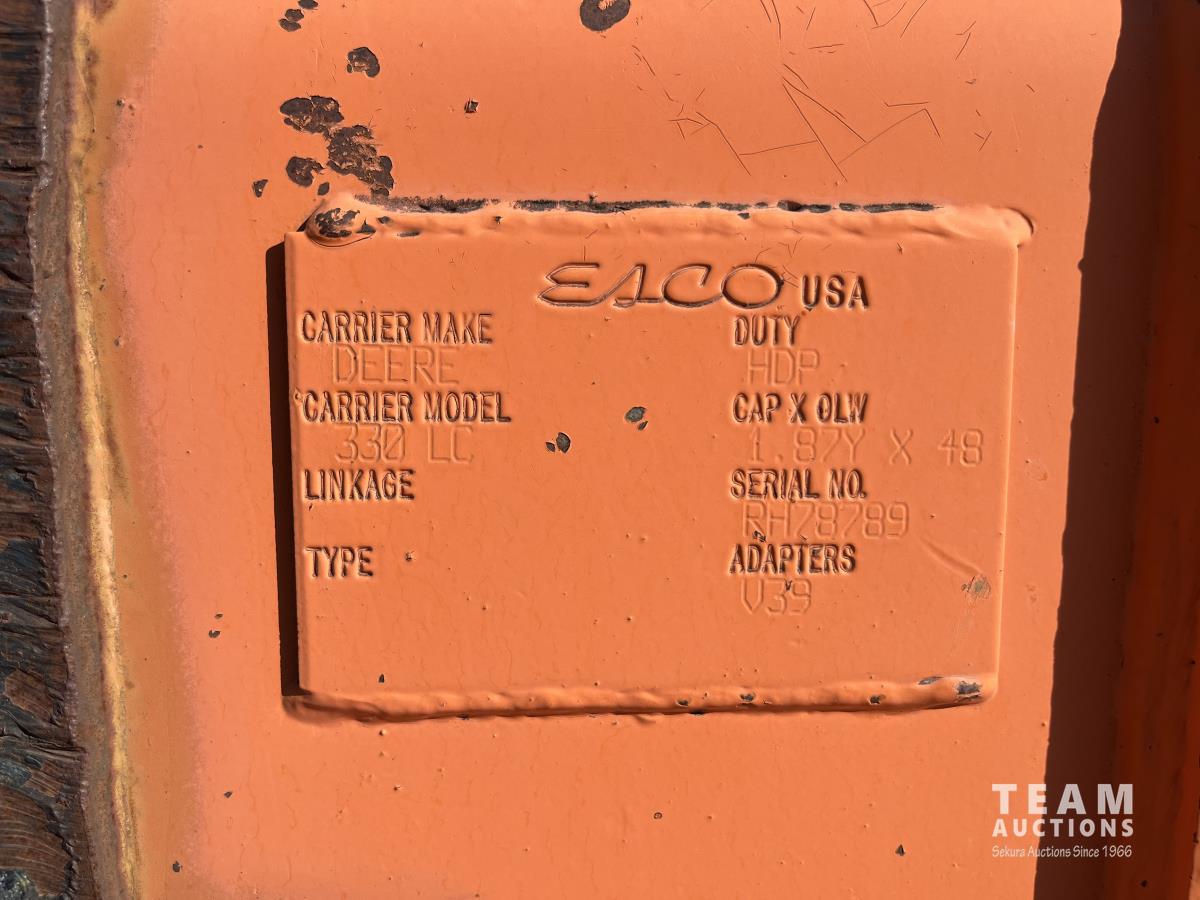 ESCO USA
CARRIER MAKE
DEERE
CARRIER MODEL
330 LC
LINKAGE
TYPE
DUTY
HDP
CAP X OLW
1.87Y X 48
SERIAL NO.
RH78789
ADAPTERS
V39
TEAM
AUCTIONS
Sekura Auctions Since 1966